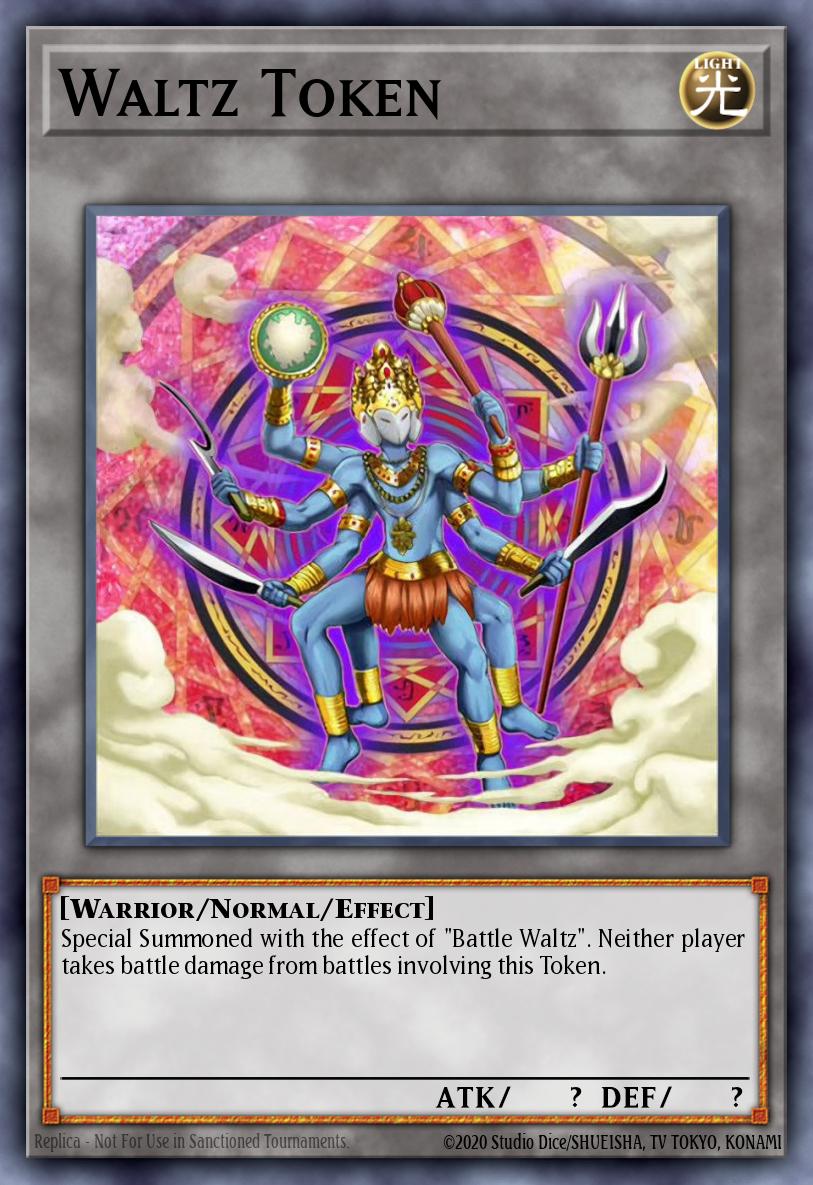 Waltz Token
LIGHT
光
[Warrior/Normal/Effect]
Special Summoned with the effect of "Battle Waltz". Neither player
takes battle damage from battles involving this Token.
ATK/ ? DEF/ ?
Replica - Not For Use in Sanctioned Tournaments.
©2020 Studio Dice/SHUEISHA, TV TOKYO, KONAMI